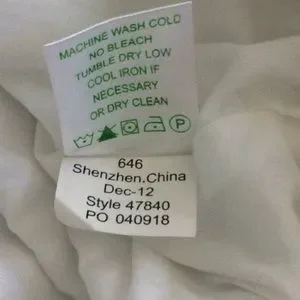 MACHINE WASH COLD
NO BLEACH
TUMBLE DRY LOW
COOL IRON IF
NECESSARY
OR DRY CLEAN
P
646
Shenzhen.China
Dec-12
Style 47840
PO 040918